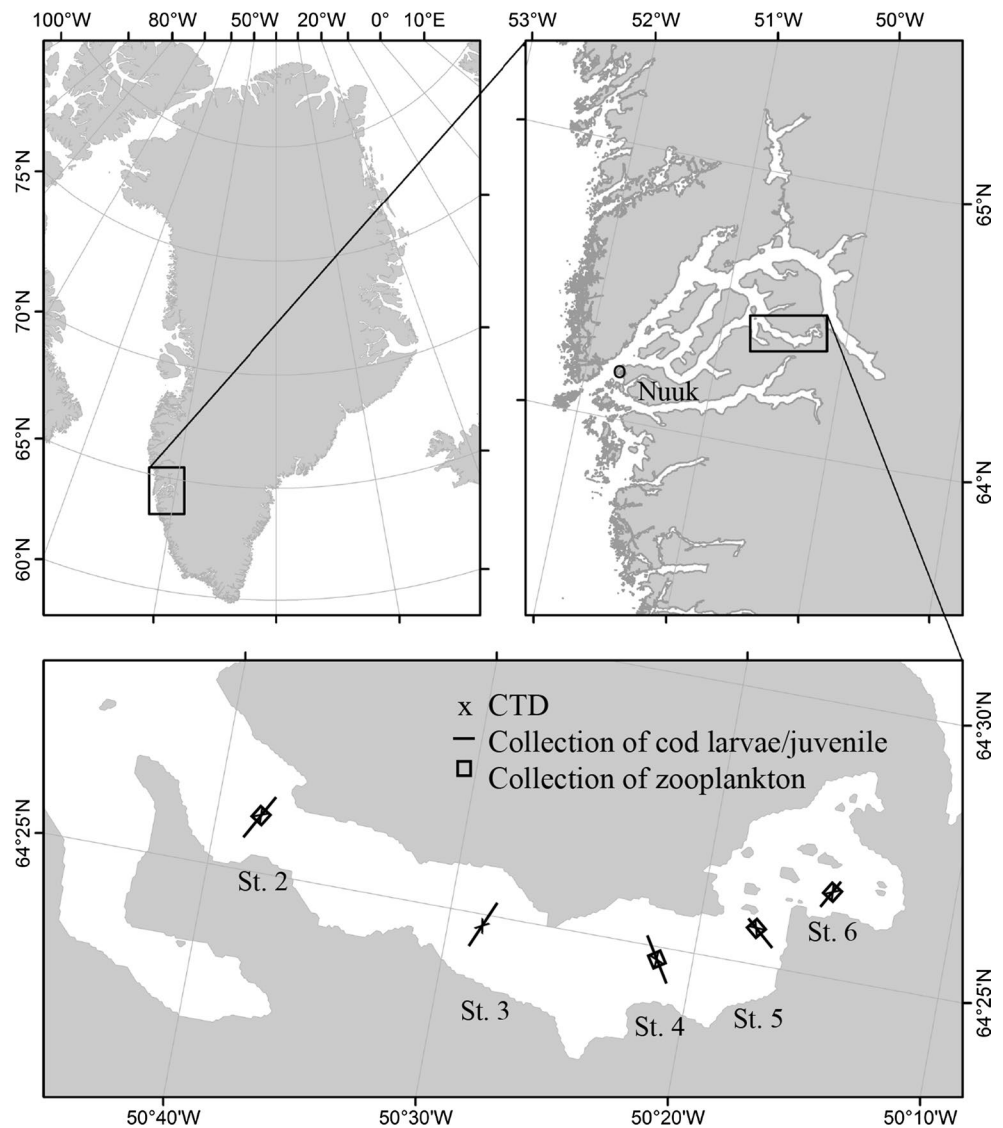 100°W 80°W 50°W 40°W 20°W 0° 10°E
53°W 52°W 51°W 50°W
75°N
70°N
65°N
60°N
65°N
64°N
Nuuk
x CTD
Collection of cod larvae/juvenile
Collection of zooplankton
64°30'N
64°25'N
64°25'N
St. 2
St. 3
St. 4
St. 5
St. 6
50°40'W 50°30'W 50°20'W 50°10'W